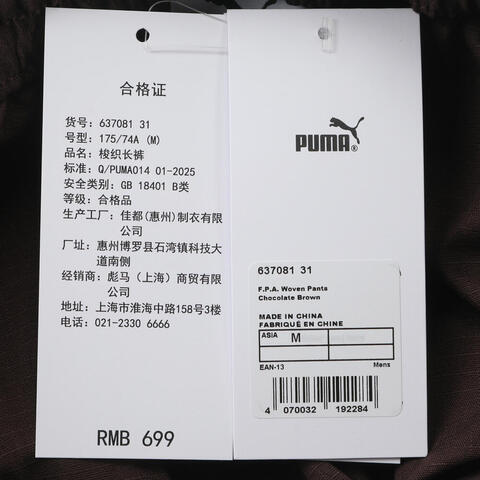 合格证
货号: 637081 31
号型: 175/74A (M)
品名: 梭织长裤
标准: Q/PUMA014 01-2025
安全类别: GB 18401 B类
等级: 合格品
生产工厂: 佳都(惠州)制衣有限
公司
厂址: 惠州博罗县石湾镇科技大
道南侧
经销商: 彪马（上海）商贸有限
公司
地址: 上海市淮海中路158号3楼
电话: 021-2330 6666
RMB 699
PUMA
637081 31
F.P.A. Woven Pants
Chocolate Brown
MADE IN CHINA
FABRIQUÉ EN CHINE
ASIA M
EAN-13 Mens
4 070032 192284